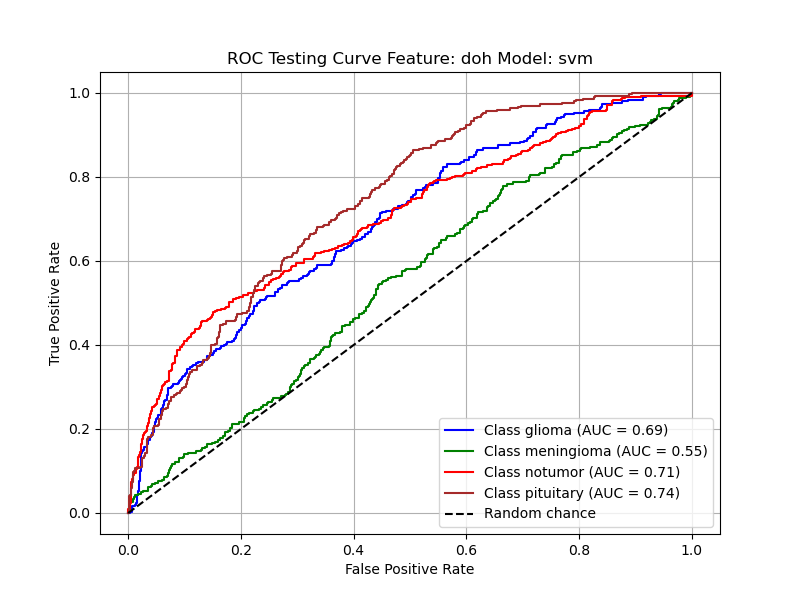 ROC Testing Curve Feature: doh Model: svm
True Positive Rate
1.0
0.8
0.6
0.4
0.2
0.0
Class glioma (AUC = 0.69)
Class meningioma (AUC = 0.55)
Class notumor (AUC = 0.71)
Class pituitary (AUC = 0.74)
Random chance
0.0 0.2 0.4 0.6 0.8 1.0
False Positive Rate